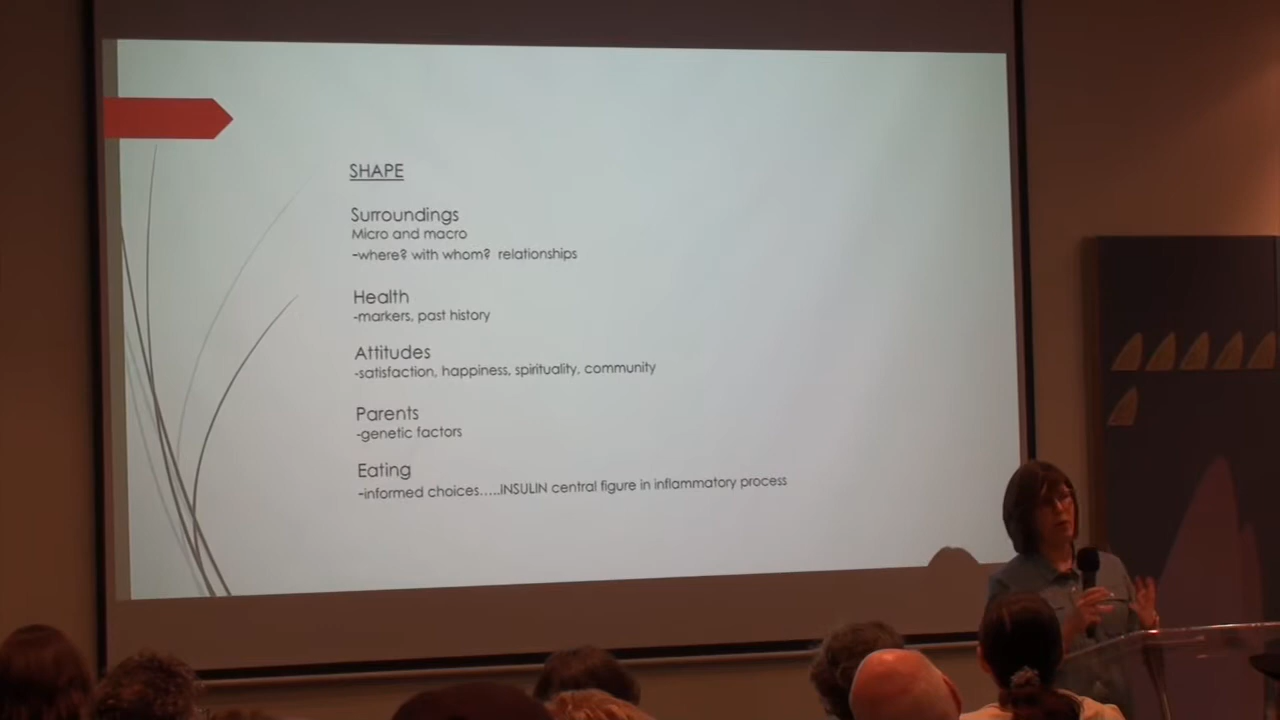 SHAPE
Surroundings
Micro and macro
-where? with whom? relationships
Health
-markers, past history
Attitudes
-satisfaction, happiness, spirituality, community
Parents
-genetic factors
Eating
-informed choices.....INSULIN central figure in inflammatory process